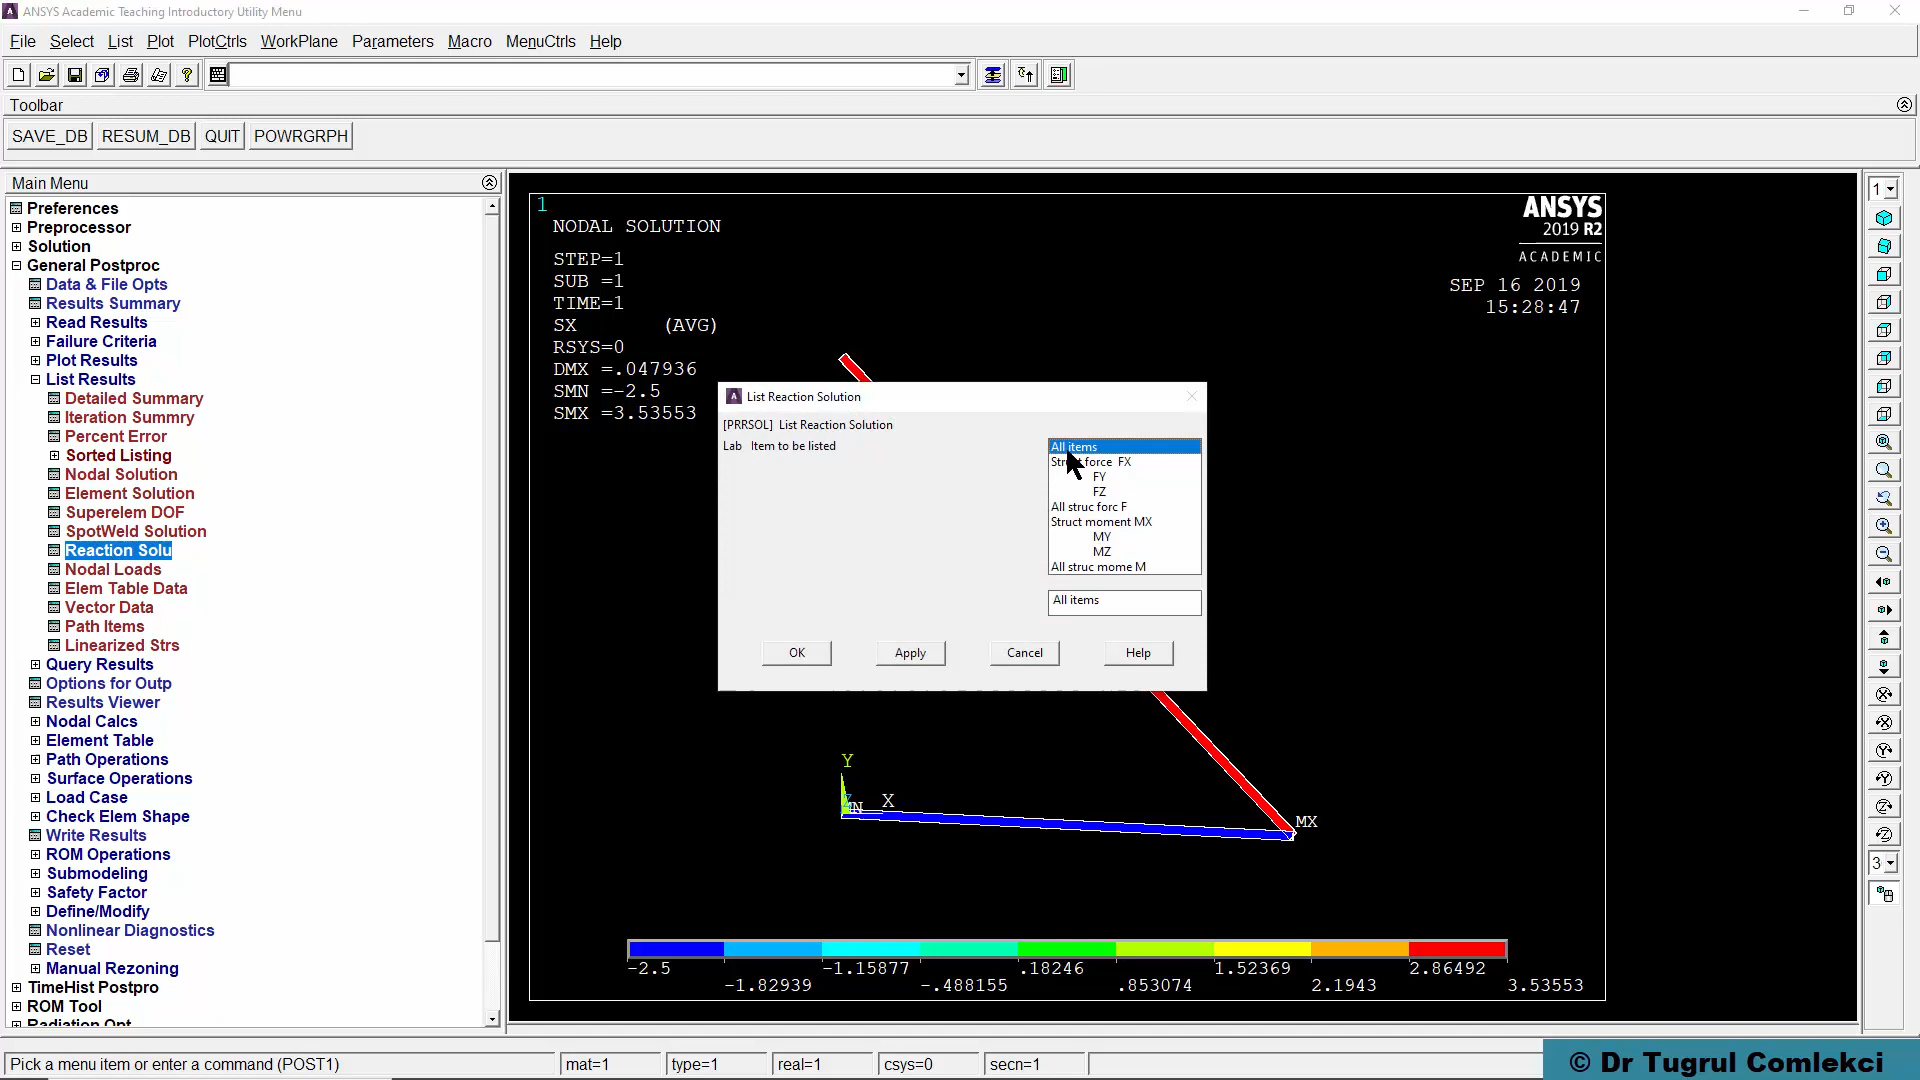 ANSYS Academic Teaching Introductory Utility Menu
File Select List Plot PlotCtrls WorkPlane Parameters Macro MenuCtrls Help
Toolbar
SAVE_DB RESUM_DB QUIT POWRGRPH
Main Menu
Preferences
Preprocessor
Solution
General Postproc
Data & File Opts
Results Summary
Read Results
Failure Criteria
Plot Results
List Results
Detailed Summary
Iteration Summry
Percent Error
Sorted Listing
Nodal Solution
Element Solution
Superelem DOF
SpotWeld Solution
Reaction Solu
Nodal Loads
Elem Table Data
Vector Data
Path Items
Linearized Strs
Query Results
Options for Outp
Results Viewer
Nodal Calcs
Element Table
Path Operations
Surface Operations
Load Case
Check Elem Shape
Write Results
ROM Operations
Submodeling
Safety Factor
Define/Modify
Nonlinear Diagnostics
Reset
Manual Rezoning
TimeHist Postpro
ROM Tool
Radiation Opt
1
NODAL SOLUTION
STEP=1
SUB =1
TIME=1
SX (AVG)
RSYS=0
DMX =.047936
SMN =-2.5
SMX =3.53553
ANSYS
2019 R2
ACADEMIC
SEP 16 2019
15:28:47
List Reaction Solution
[PRRSOL] List Reaction Solution
Lab Item to be listed
All items
Struct force FX
FY
FZ
All struc forc F
Struct moment MX
MY
MZ
All struc mome M
All items
OK Apply Cancel Help
Y
X
MX
-2.5 -1.15877 .18246 1.52369 2.86492
-1.82939 -.488155 .853074 2.1943 3.53553
1
3
Pick a menu item or enter a command (POST1) mat=1 type=1 real=1 csys=0 secn=1
© Dr Tugrul Comlekci